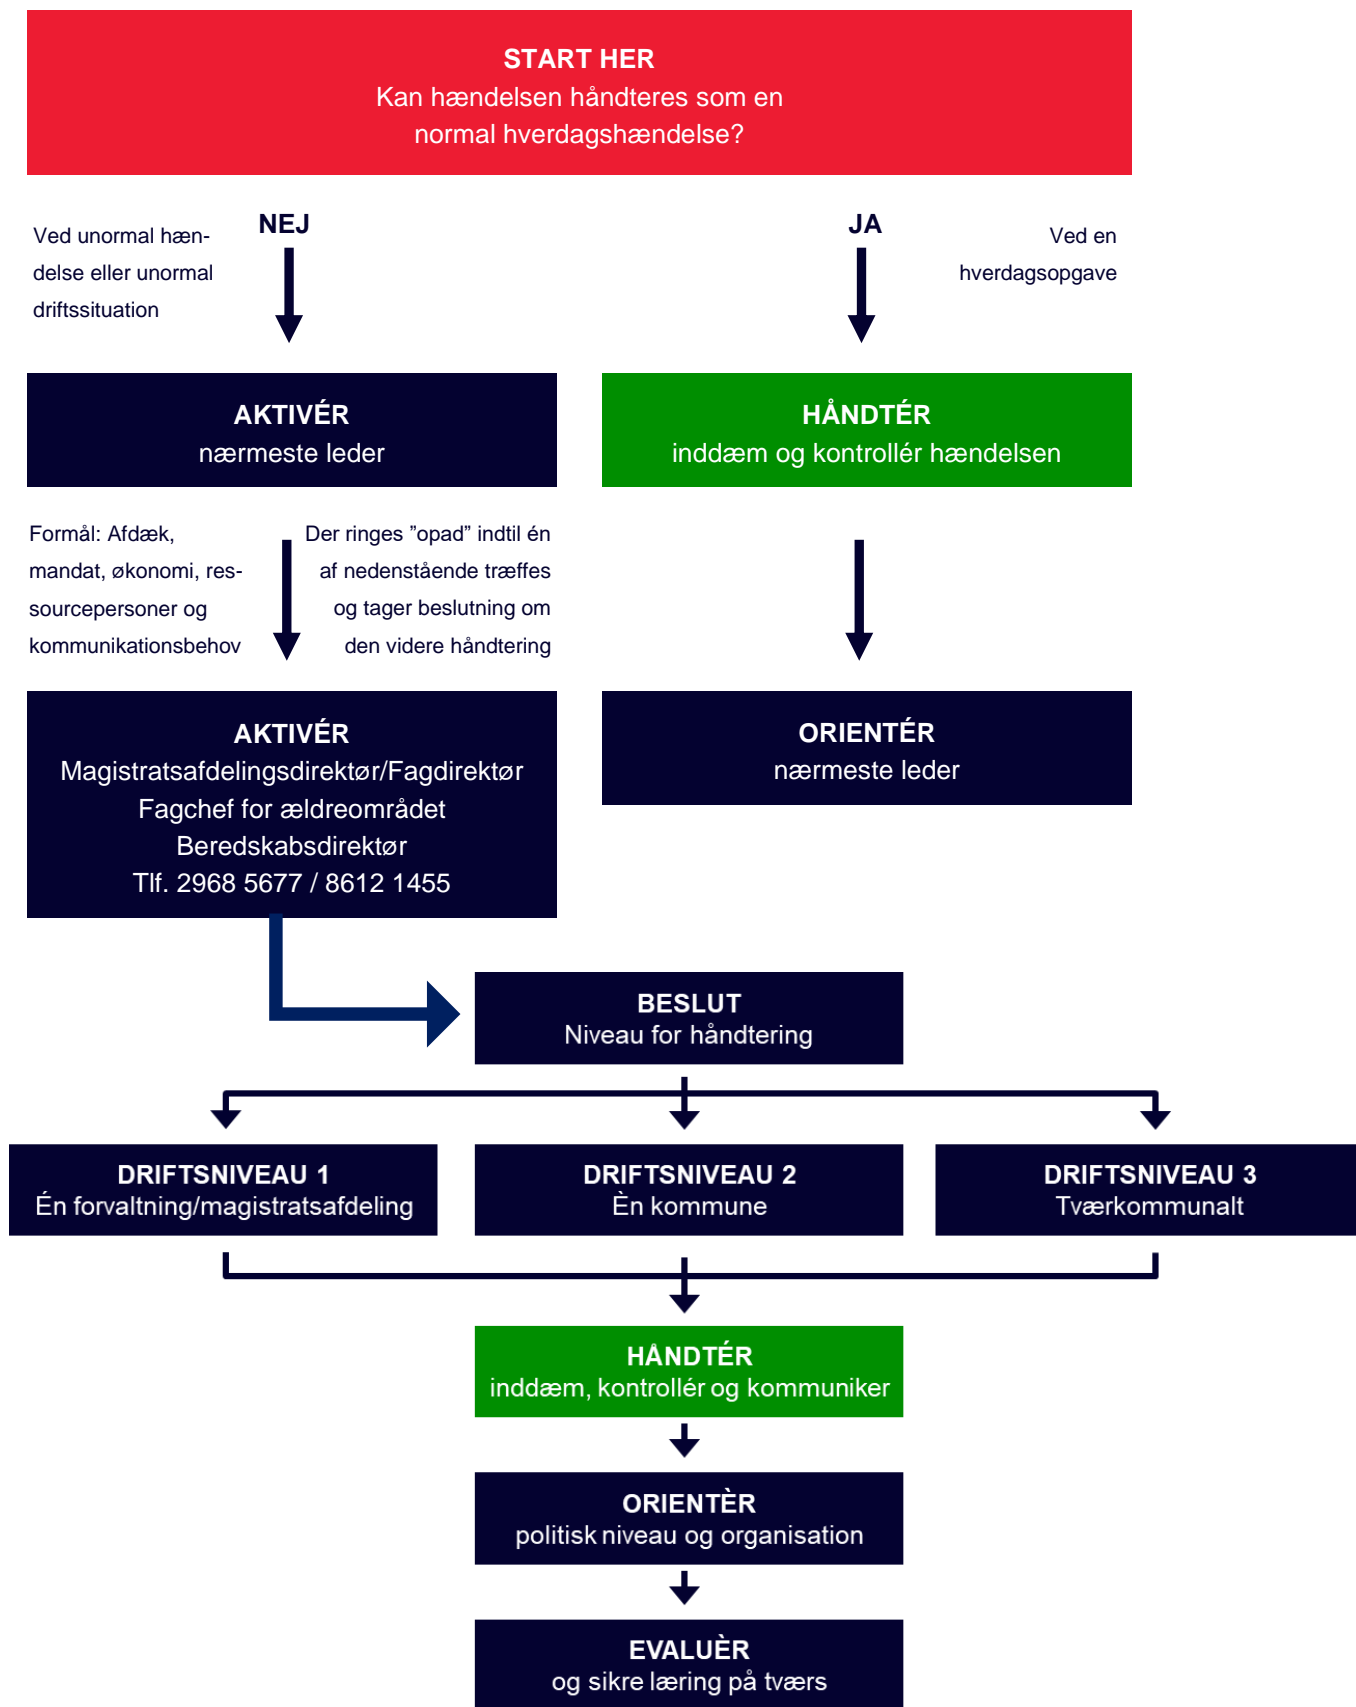 START HER
Kan hændelsen håndteres som en
normal hverdagshændelse?
Ved unormal hæn-
delse eller unormal
driftssituation
NEJ
JA
Ved en
hverdagsopgave
AKTIVÉR
nærmeste leder
HÅNDTÉR
inddæm og kontrollér hændelsen
Formål: Afdæk,
mandat, økonomi, res-
sourcepersoner og
kommunikationsbehov
Der ringes ”opad” indtil én
af nedenstående træffes
og tager beslutning om
den videre håndtering
AKTIVÉR
Magistratsafdelingsdirektør/Fagdirektør
Fagchef for ældreområdet
Beredskabsdirektør
Tlf. 2968 5677 / 8612 1455
ORIENTÉR
nærmeste leder
BESLUT
Niveau for håndtering
DRIFTSNIVEAU 1
Én forvaltning/magistratsafdeling
DRIFTSNIVEAU 2
Èn kommune
DRIFTSNIVEAU 3
Tværkommunalt
HÅNDTÉR
inddæm, kontrollér og kommuniker
ORIENTÈR
politisk niveau og organisation
EVALUÈR
og sikre læring på tværs